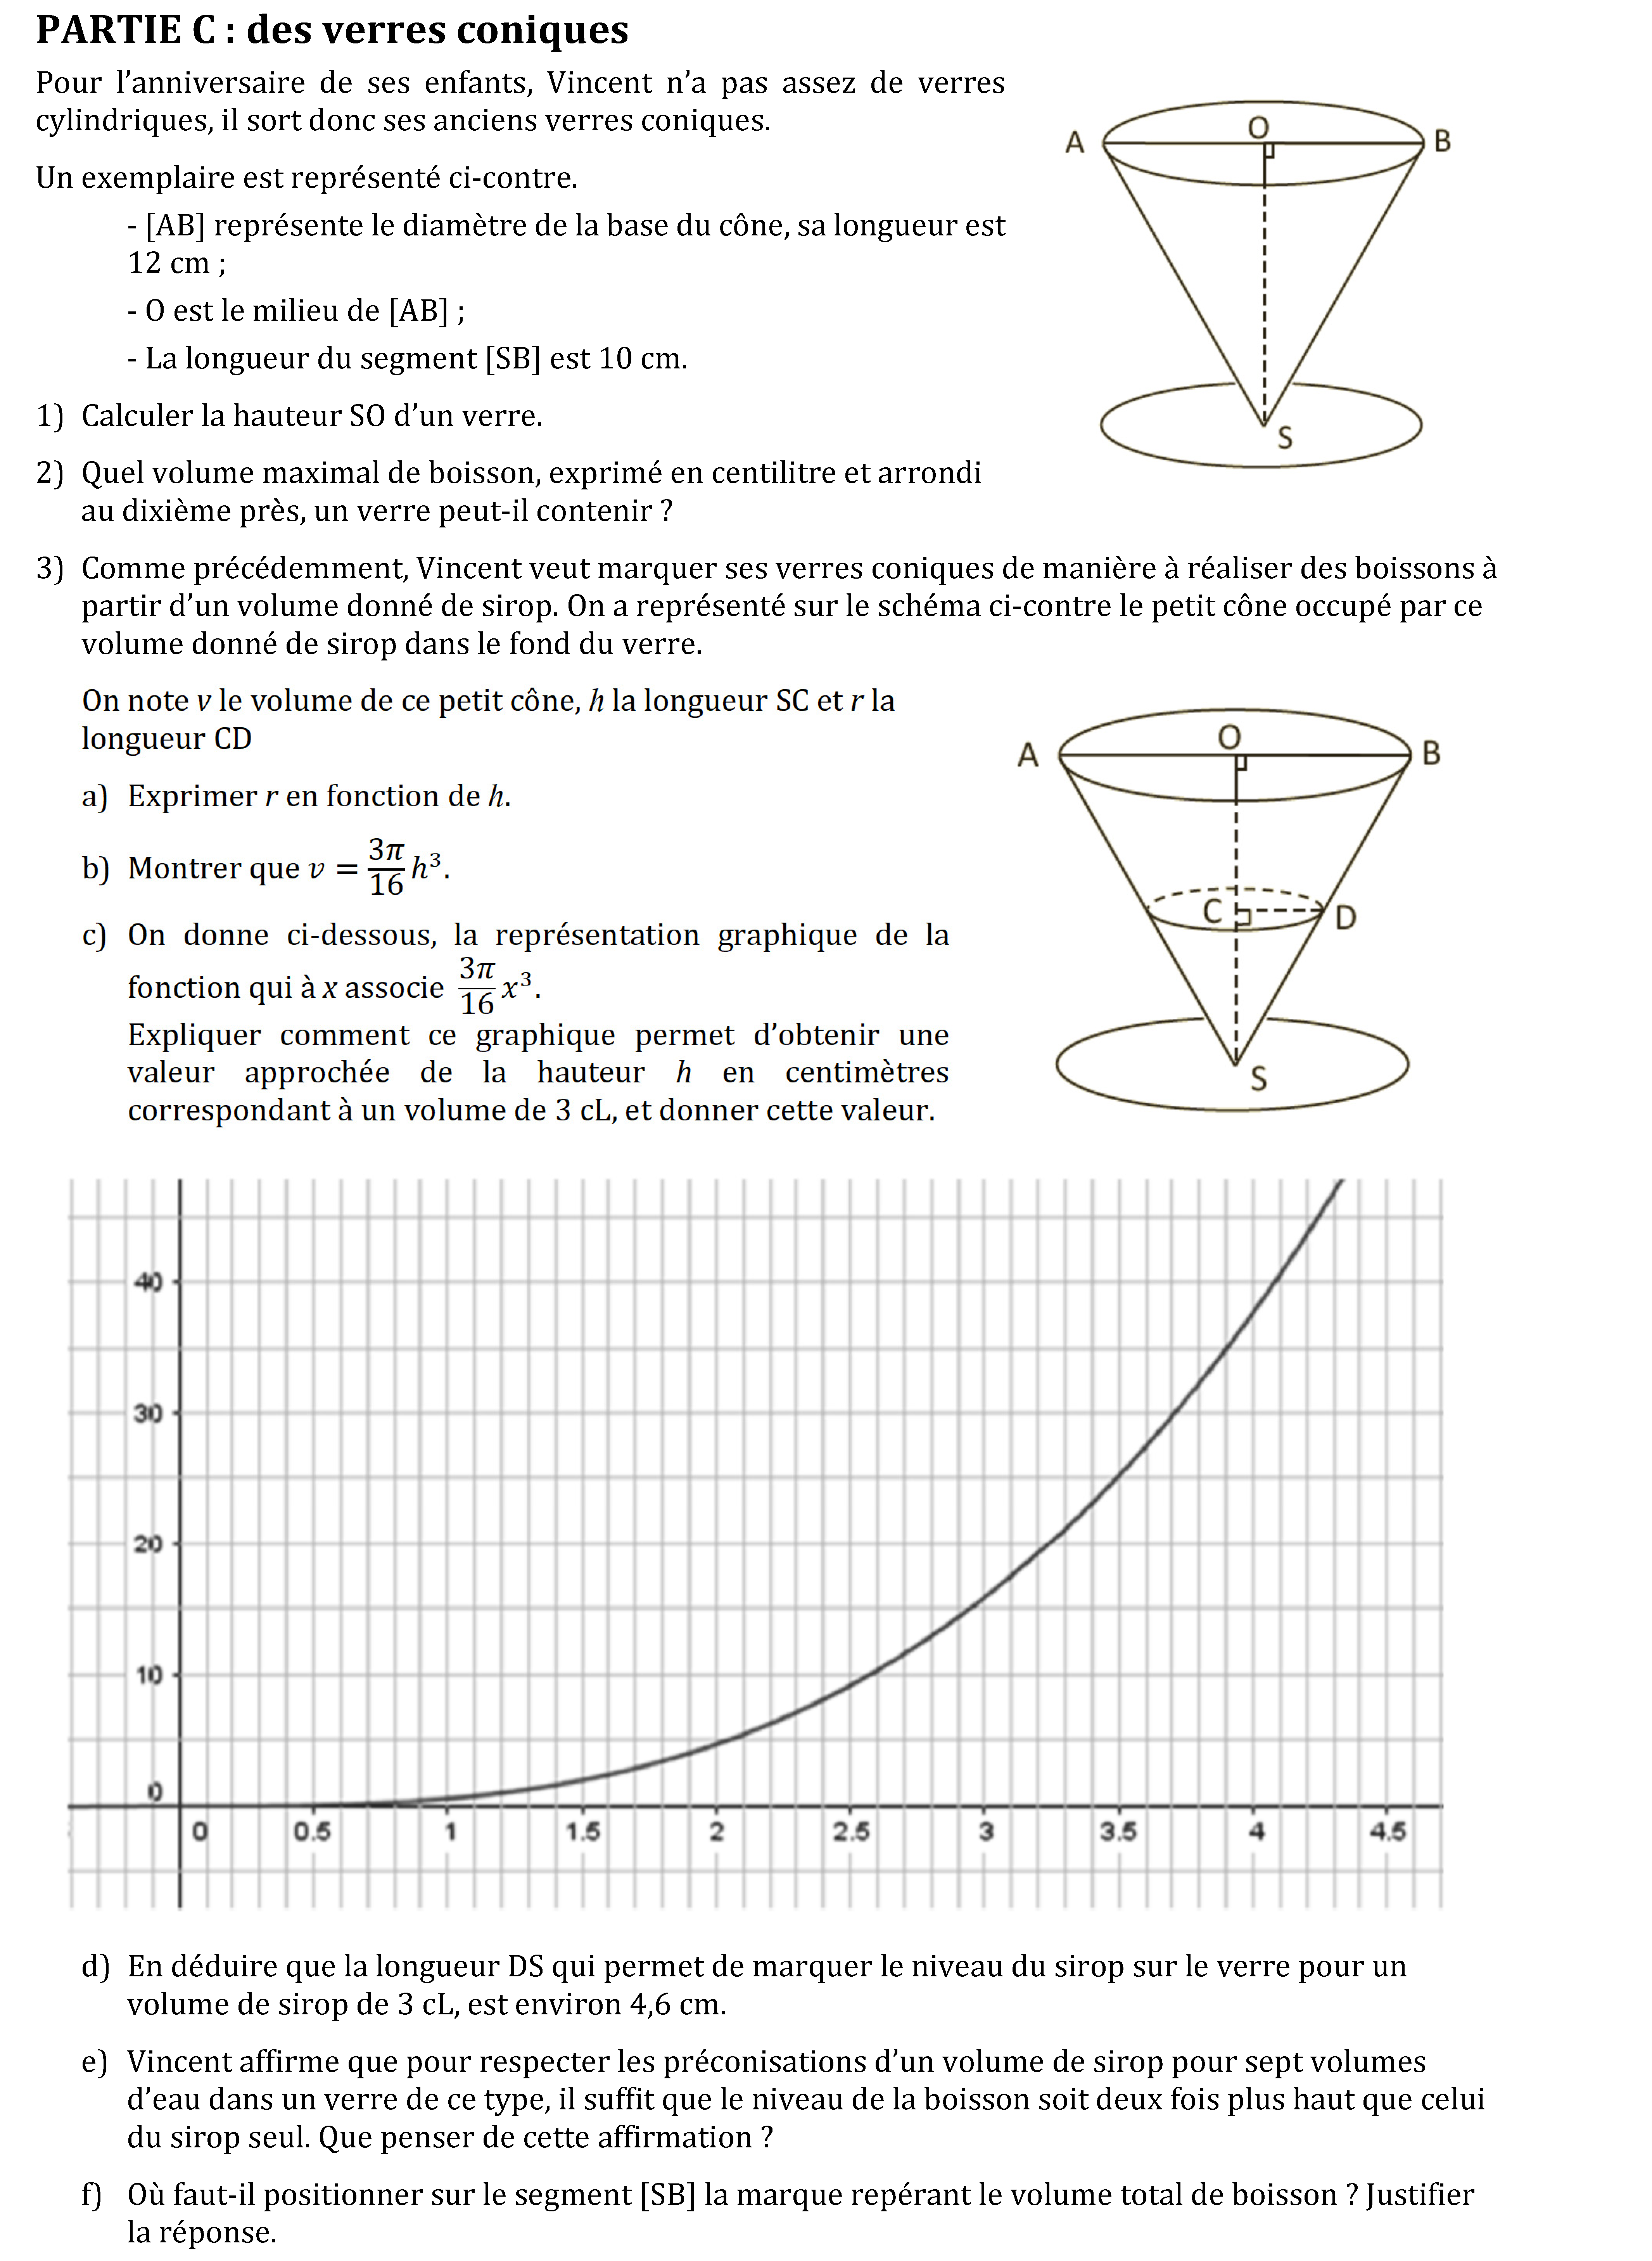 PARTIE C : des verres coniques
Pour l’anniversaire de ses enfants, Vincent n’a pas assez de verres
cylindriques, il sort donc ses anciens verres coniques.
Un exemplaire est représenté ci-contre.
- [AB] représente le diamètre de la base du cône, sa longueur est
12 cm ;
- O est le milieu de [AB] ;
- La longueur du segment [SB] est 10 cm.
A
O
B
S
1) Calculer la hauteur SO d’un verre.
2) Quel volume maximal de boisson, exprimé en centilitre et arrondi
au dixième près, un verre peut-il contenir ?
3) Comme précédemment, Vincent veut marquer ses verres coniques de manière à réaliser des boissons à
partir d’un volume donné de sirop. On a représenté sur le schéma ci-contre le petit cône occupé par ce
volume donné de sirop dans le fond du verre.
On note v le volume de ce petit cône, h la longueur SC et r la
longueur CD
a) Exprimer r en fonction de h.
b) Montrer que v = 3π/16 h³.
c) On donne ci-dessous, la représentation graphique de la
fonction qui à x associe 3π/16 x³.
Expliquer comment ce graphique permet d’obtenir une
valeur approchée de la hauteur h en centimètres
correspondant à un volume de 3 cL, et donner cette valeur.
A
O
B
C
D
S
40
30
20
10
0
0 0.5 1 1.5 2 2.5 3 3.5 4 4.5
d) En déduire que la longueur DS qui permet de marquer le niveau du sirop sur le verre pour un
volume de sirop de 3 cL, est environ 4,6 cm.
e) Vincent affirme que pour respecter les préconisations d’un volume de sirop pour sept volumes
d’eau dans un verre de ce type, il suffit que le niveau de la boisson soit deux fois plus haut que celui
du sirop seul. Que penser de cette affirmation ?
f) Où faut-il positionner sur le segment [SB] la marque repérant le volume total de boisson ? Justifier
la réponse.